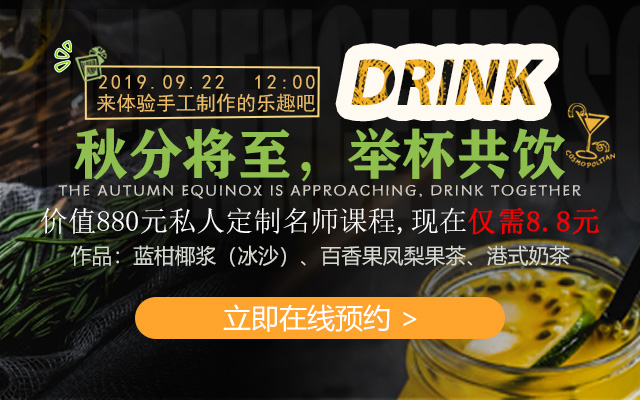 2019.09.22 12:00
来体验手工制作的乐趣吧
DRINK
秋分将至，举杯共饮
COSMOPOLITAN
THE AUTUMN EQUINOX IS APPROACHING, DRINK TOGETHER
价值880元私人定制名师课程,现在仅需8.8元
作品：蓝柑椰浆（冰沙）、百香果凤梨果茶、港式奶茶
立即在线预约 >